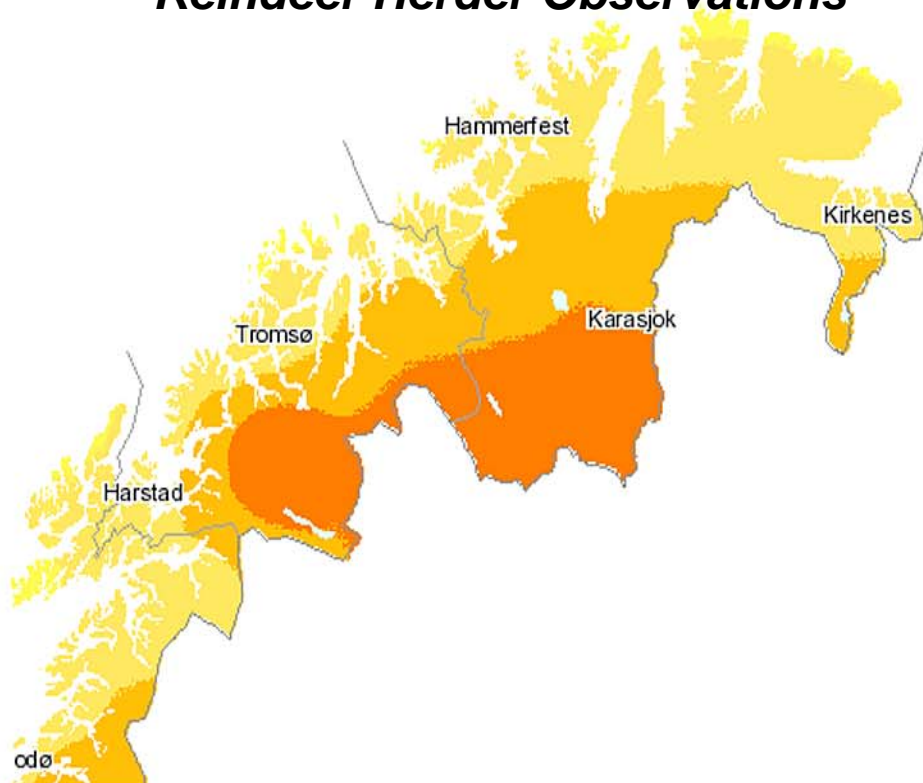 Reindeer Herder Observations
Hammerfest
Kirkenes
Karasjok
Tromsø
Harstad
odø